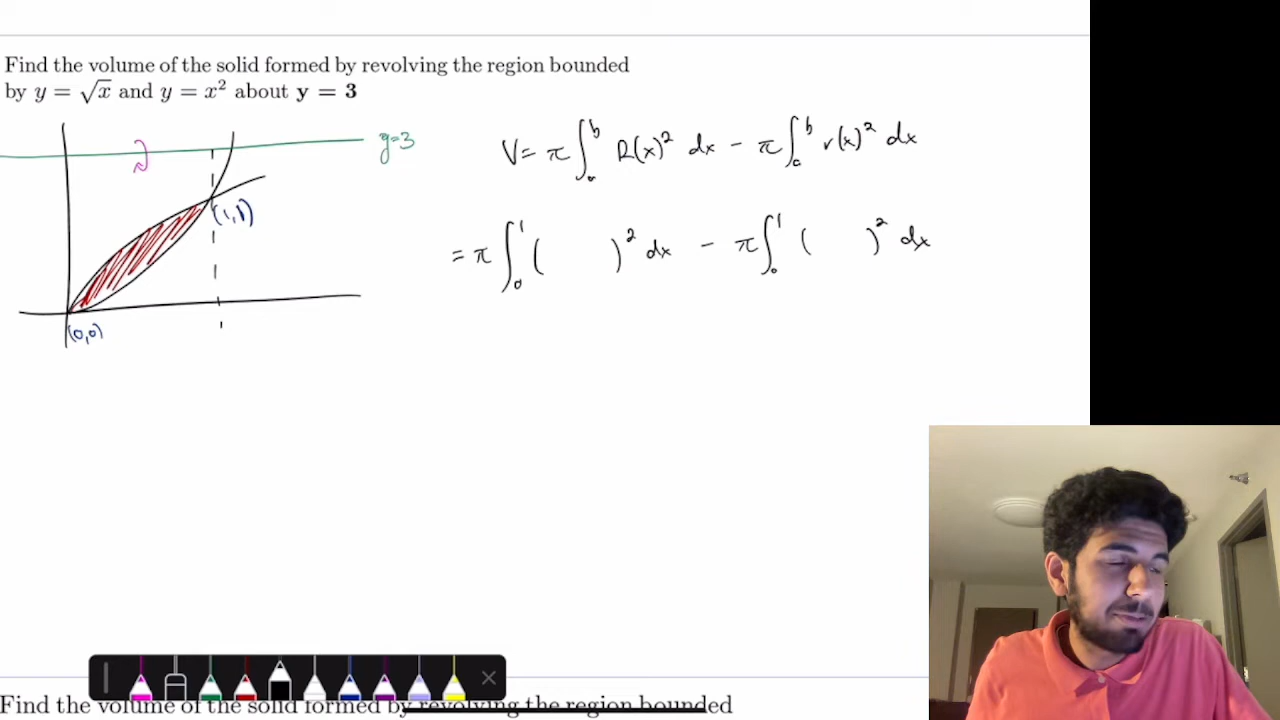 Find the volume of the solid formed by revolving the region bounded
by y = √x and y = x² about y = 3
y=3
(1,1)
(0,0)
1
V = π ∫ₐᵇ R(x)² dx − π ∫ₐᵇ r(x)² dx
= π ∫₀¹ ( )² dx − π ∫₀¹ ( )² dx
Find the volume of the solid formed by revolving the region bounded